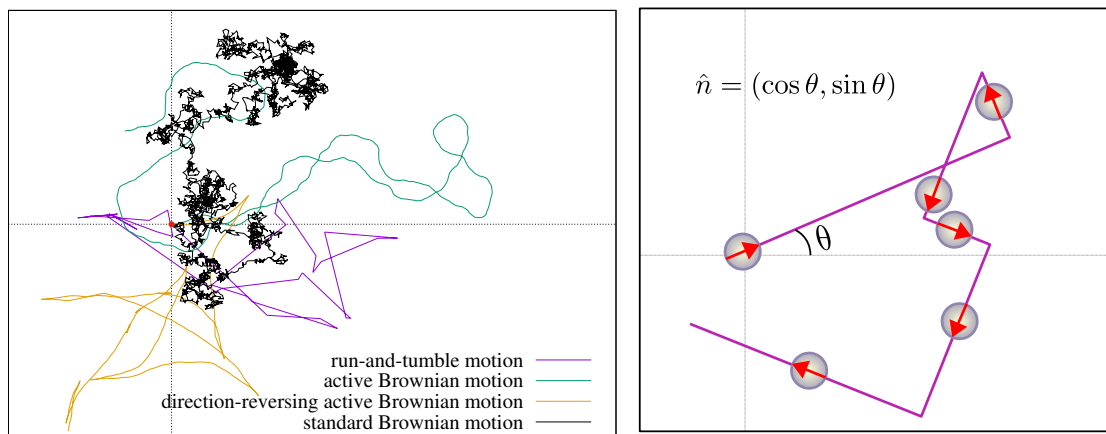 run-and-tumble motion
active Brownian motion
direction-reversing active Brownian motion
standard Brownian motion
n̂ = (cos θ, sin θ)
θ